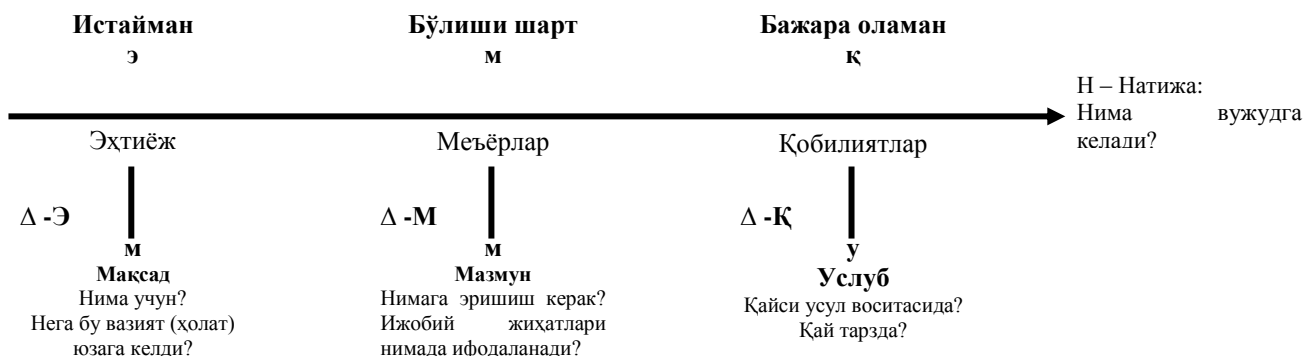 Истайман
э
Бўлиши шарт
м
Бажара оламан
қ
Н – Натижа:
Нима вужудга
келади?
Эҳтиёж
Меъёрлар
Қобилиятлар
Δ -Э
Δ -М
Δ -Қ
м
Мақсад
Нима учун?
Нега бу вазият (ҳолат)
юзага келди?
м
Мазмун
Нимага эришиш керак?
Ижобий жиҳатлари
нимада ифодаланади?
у
Услуб
Қайси усул воситасида?
Қай тарзда?